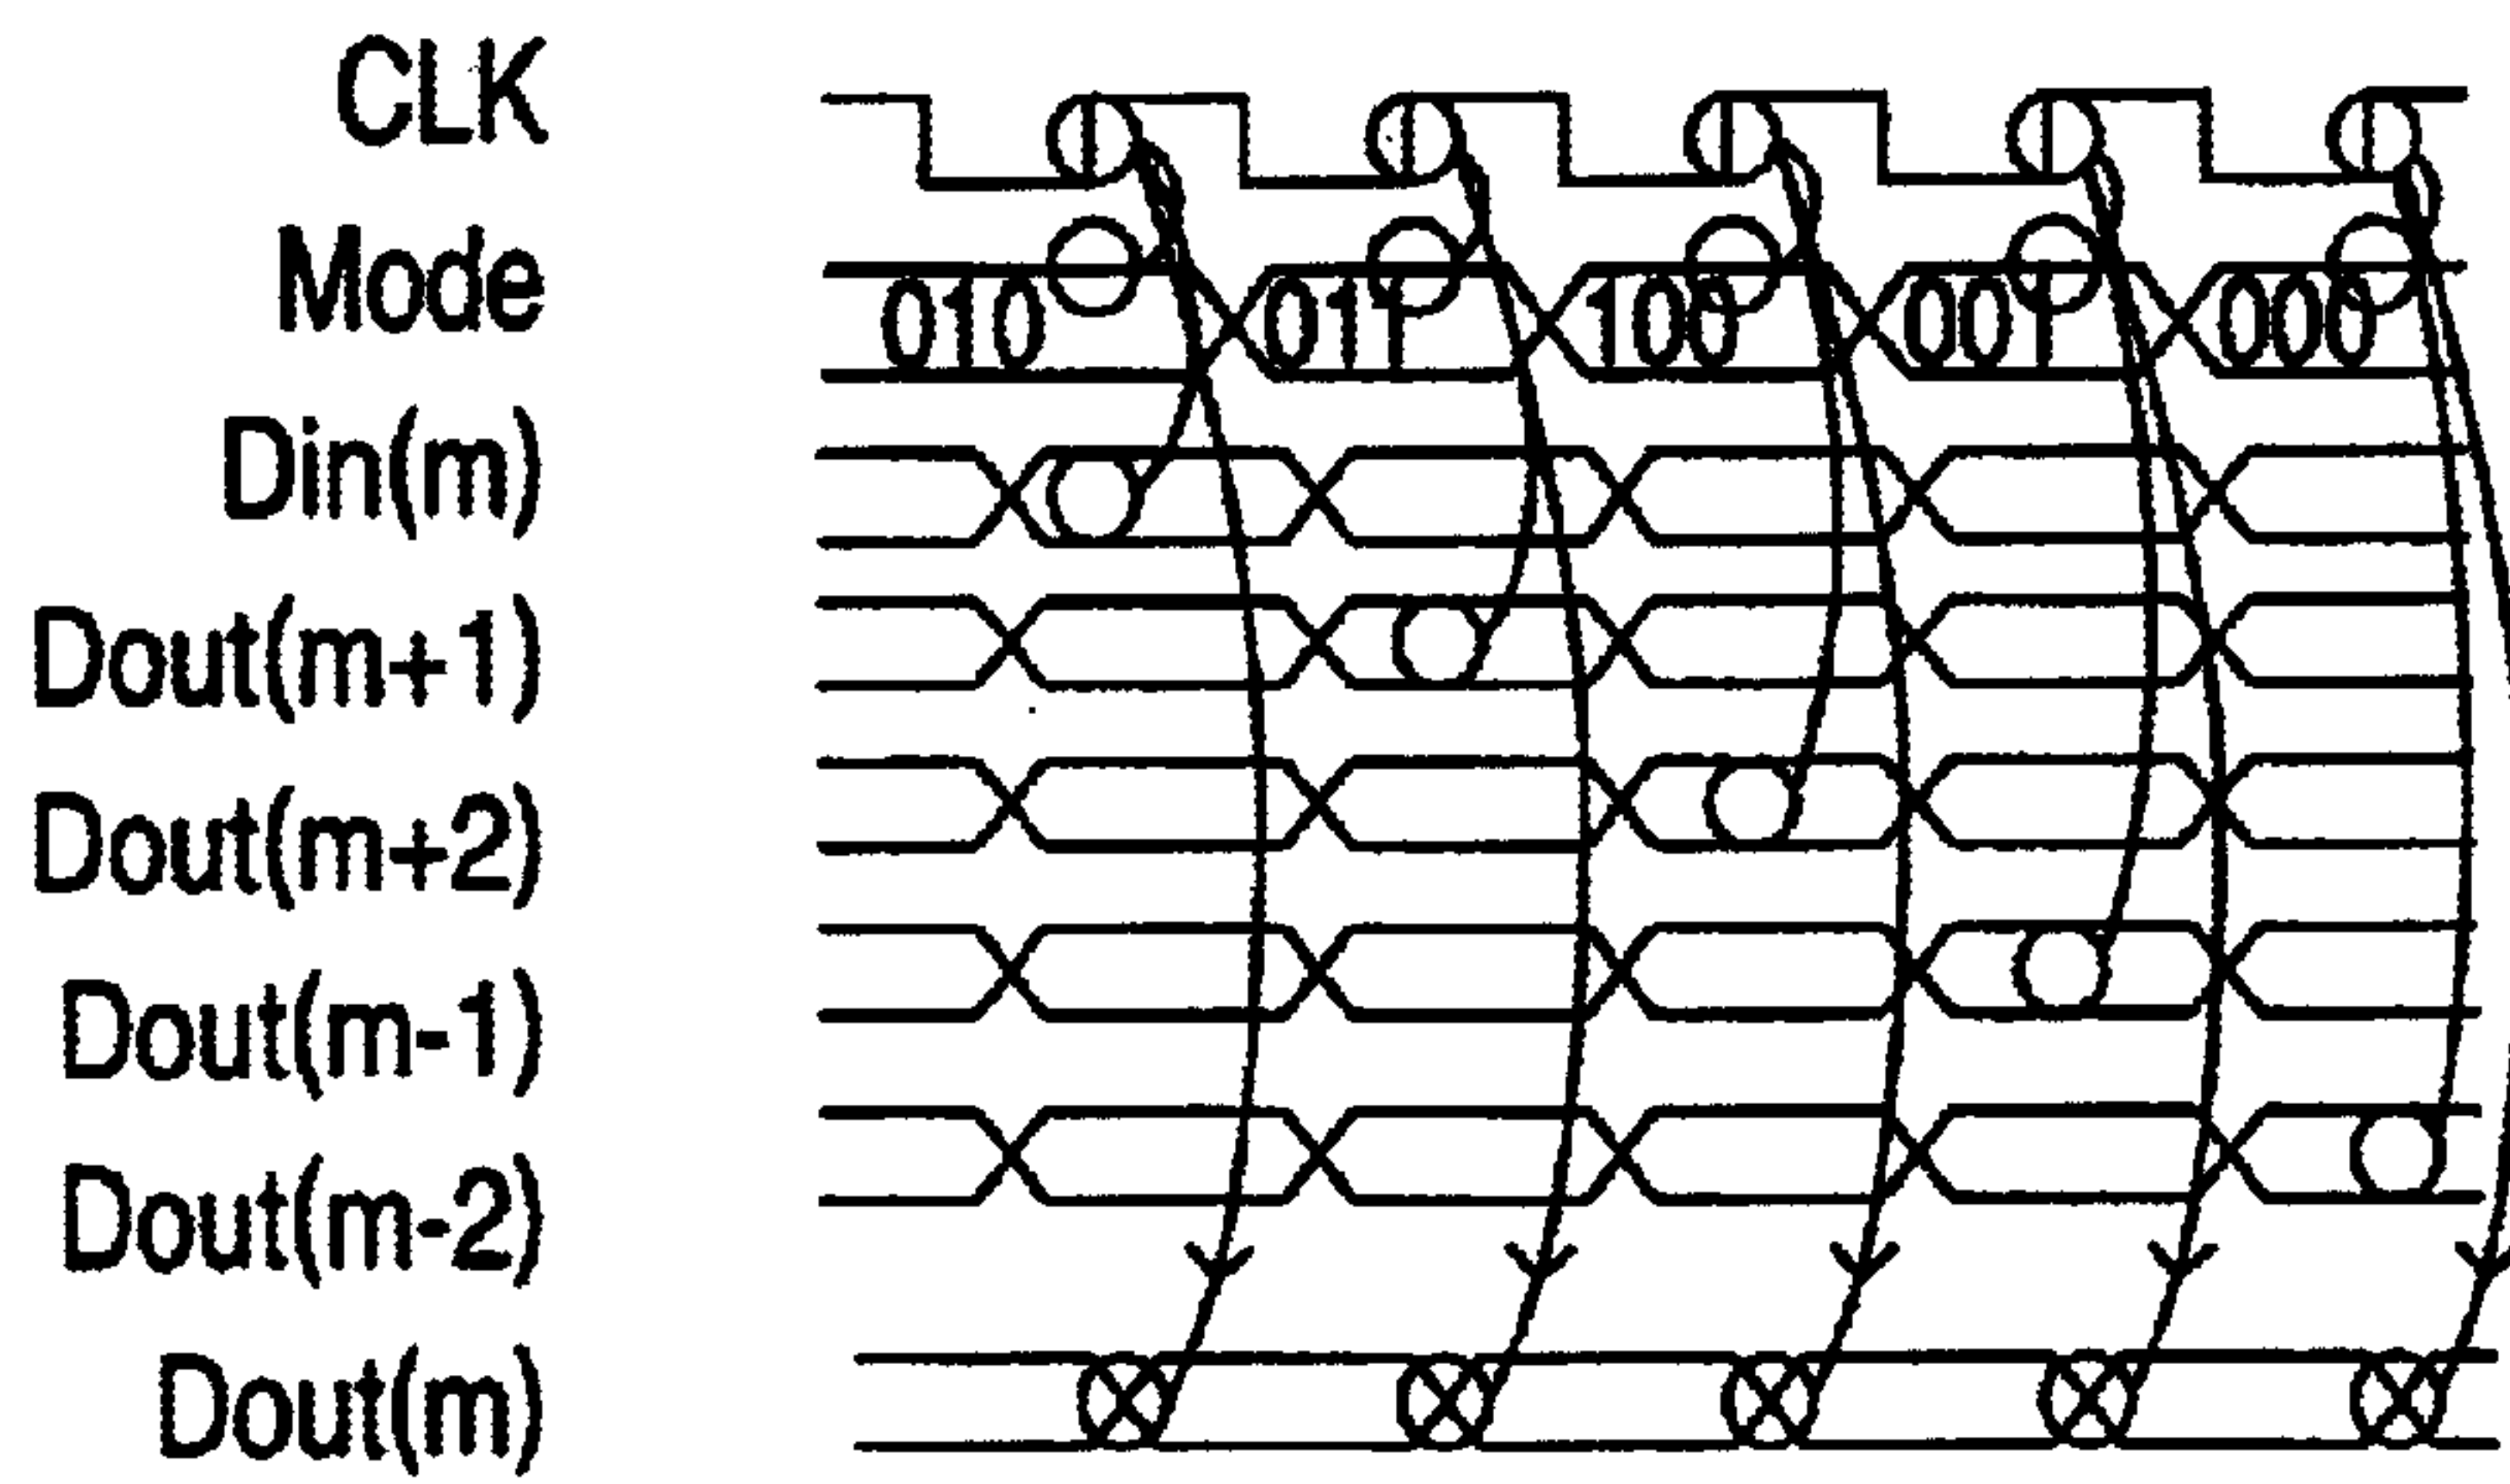 CLK
Mode 010 011 100 001 000
Din(m)
Dout(m+1)
Dout(m+2)
Dout(m-1)
Dout(m-2)
Dout(m)